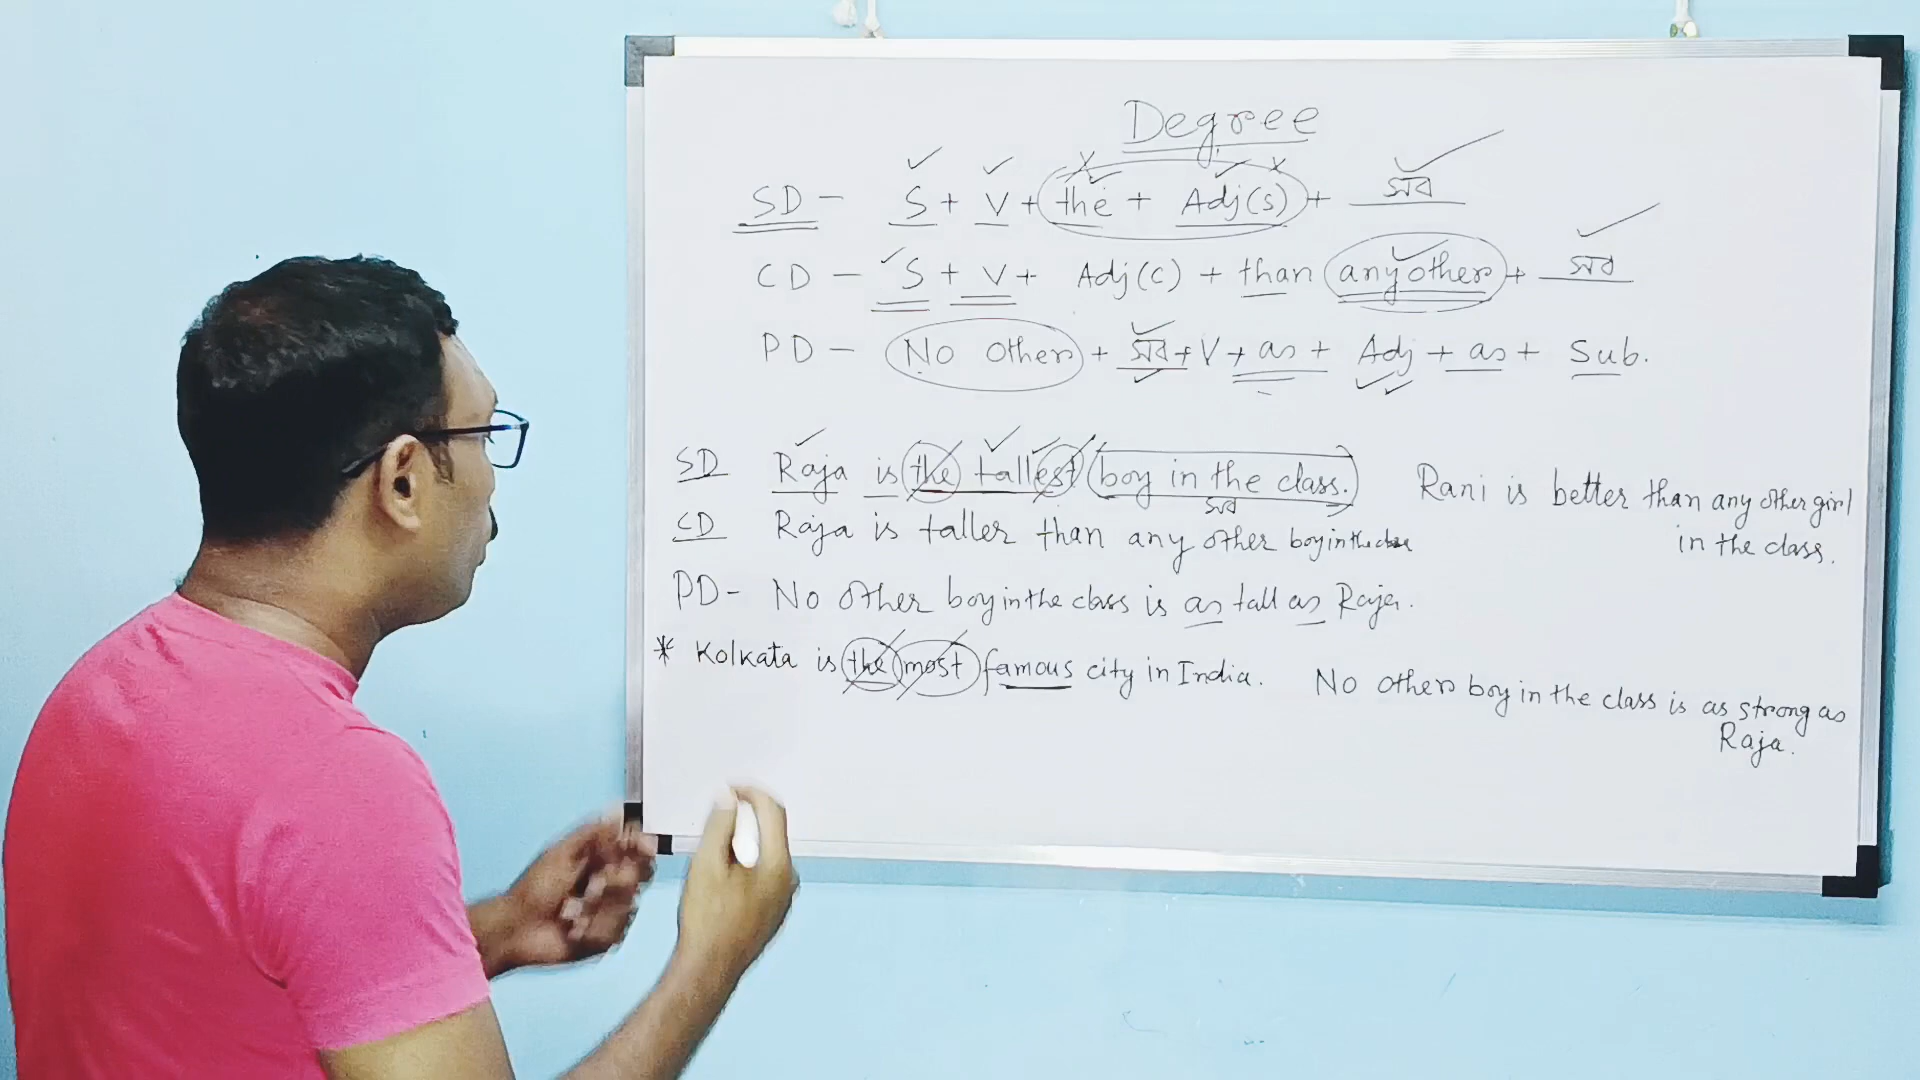 Degree
SD - S + V + the + Adj(s) + সব
CD - S + V + Adj(c) + than any other + সব
PD - No Other + সব + V + as + Adj + as + Sub.
SD Raja is the tallest boy in the class.
সব
CD Raja is taller than any other boy in the class
PD - No other boy in the class is as tall as Raja.
* Kolkata is the most famous city in India.
Rani is better than any other girl
in the class.
No other boy in the class is as strong as
Raja.